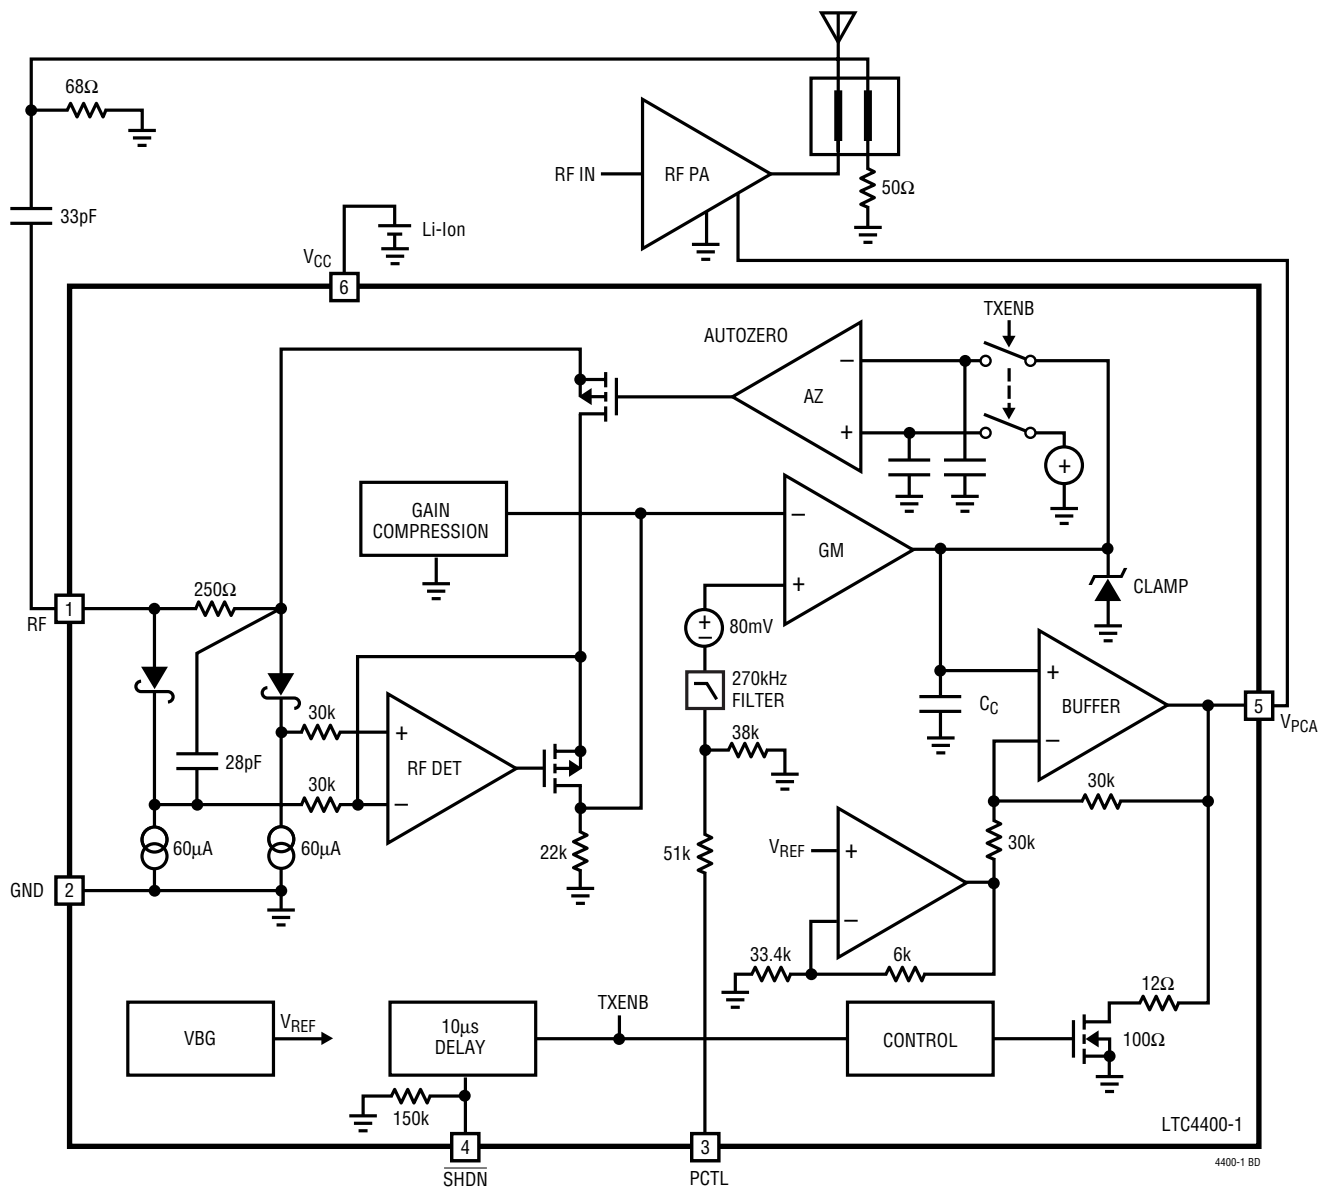 68Ω
RF IN
RF PA
50Ω
33pF
Li-Ion
VCC
6
TXENB
AUTOZERO
–
AZ
+
+
GAIN
COMPRESSION
–
GM
+
250Ω
1
RF
CLAMP
+
–
80mV
270kHz
FILTER
+
BUFFER
–
CC
5
VPCA
30k
+
RF DET
–
28pF
30k
38k
30k
60µA
60µA
22k
51k
VREF
+
–
30k
GND
2
33.4k
6k
12Ω
VBG
VREF
10µs
DELAY
TXENB
CONTROL
100Ω
150k
LTC4400-1
4
SHDN
3
PCTL
4400-1 BD